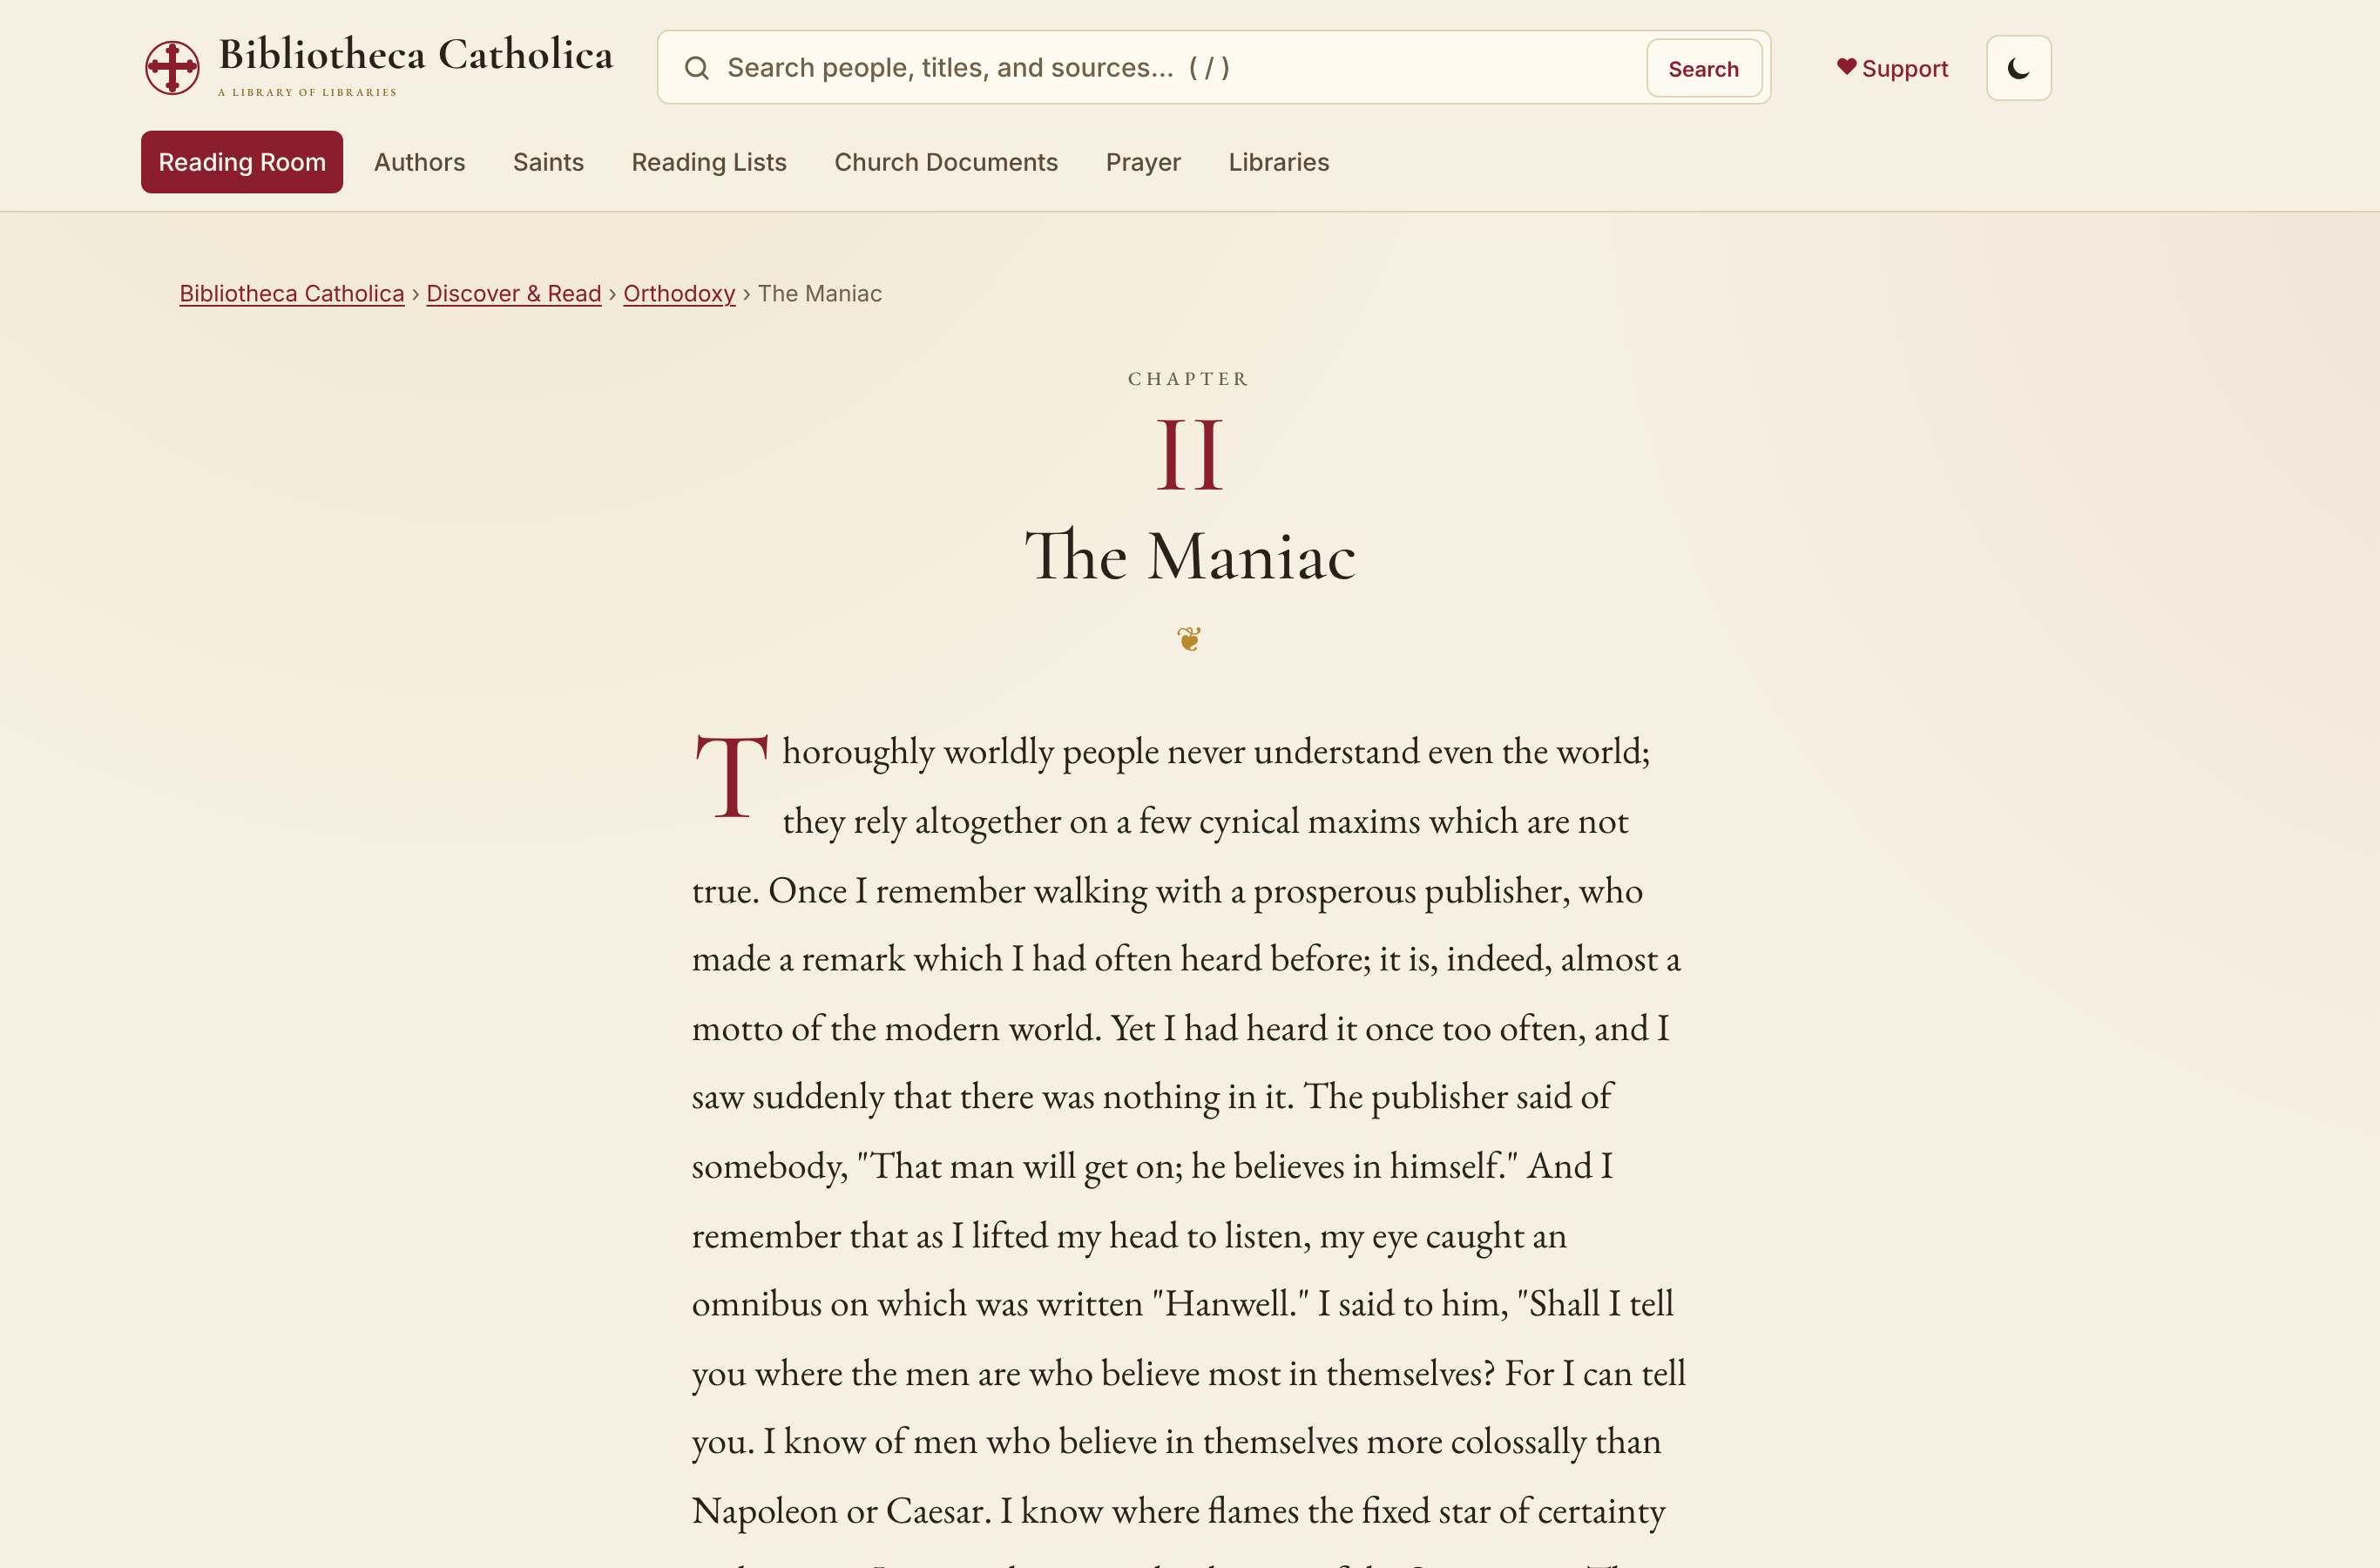 Bibliotheca Catholica
A LIBRARY OF LIBRARIES
Search people, titles, and sources... ( / )
Search
Support
Reading Room
Authors
Saints
Reading Lists
Church Documents
Prayer
Libraries
Bibliotheca Catholica › Discover & Read › Orthodoxy › The Maniac
CHAPTER
II
The Maniac
Thoroughly worldly people never understand even the world;
they rely altogether on a few cynical maxims which are not
true. Once I remember walking with a prosperous publisher, who
made a remark which I had often heard before; it is, indeed, almost a
motto of the modern world. Yet I had heard it once too often, and I
saw suddenly that there was nothing in it. The publisher said of
somebody, "That man will get on; he believes in himself." And I
remember that as I lifted my head to listen, my eye caught an
omnibus on which was written "Hanwell." I said to him, "Shall I tell
you where the men are who believe most in themselves? For I can tell
you. I know of men who believe in themselves more colossally than
Napoleon or Caesar. I know where flames the fixed star of certainty